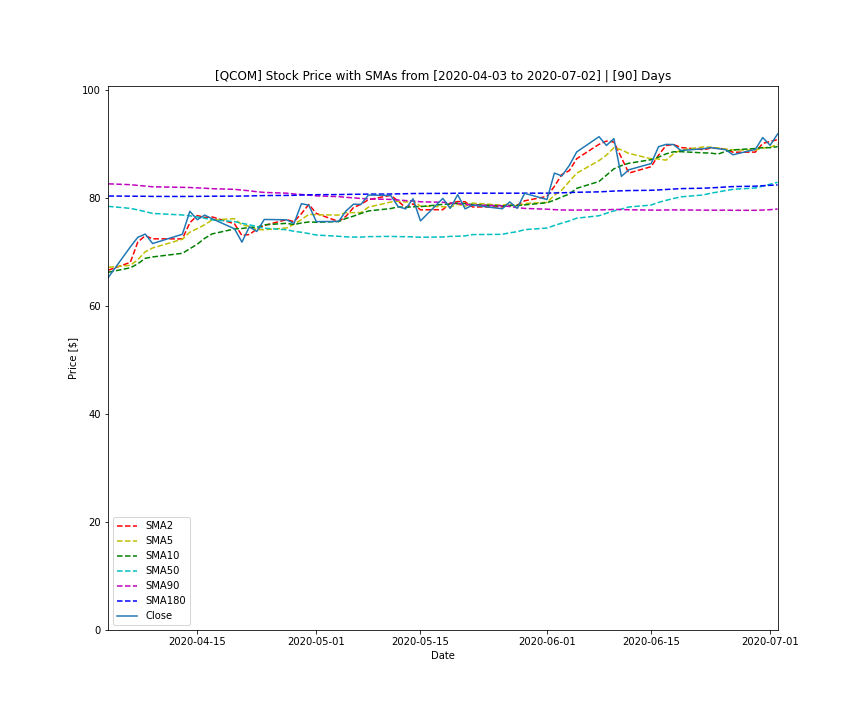 [QCOM] Stock Price with SMAs from [2020-04-03 to 2020-07-02] | [90] Days
100
80
60
40
20
0
Price [$]
SMA2
SMA5
SMA10
SMA50
SMA90
SMA180
Close
2020-04-15 2020-05-01 2020-05-15 2020-06-01 2020-06-15 2020-07-01
Date